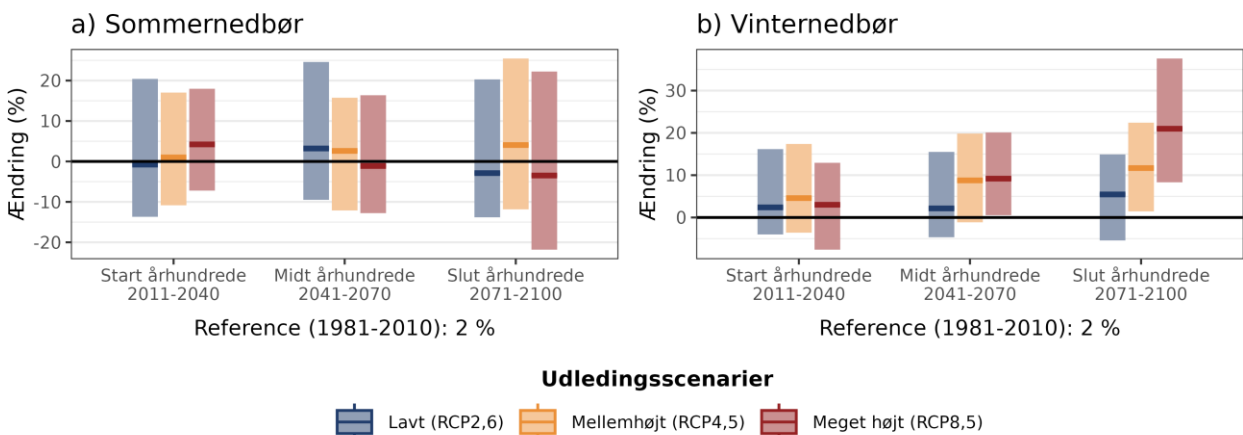 a) Sommernedbør
Ændring (%)
20
10
0
-10
-20
Start århundrede
2011-2040
Midt århundrede
2041-2070
Slut århundrede
2071-2100
Reference (1981-2010): 2 %
b) Vinternedbør
Ændring (%)
30
20
10
0
Start århundrede
2011-2040
Midt århundrede
2041-2070
Slut århundrede
2071-2100
Reference (1981-2010): 2 %
Udledingsscenarier
Lavt (RCP2,6)
Mellemhøjt (RCP4,5)
Meget højt (RCP8,5)